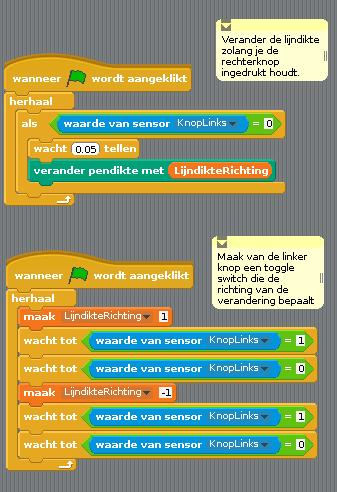 Verander de lijndikte
zolang je de
rechterknop
ingedrukt houdt.
wanneer wordt aangeklikt
herhaal
als waarde van sensor KnopLinks = 0
wacht 0.05 tellen
verander pendikte met LijndikteRichting
Maak van de linker
knop een toggle
switch die de
richting van de
verandering bepaalt
wanneer wordt aangeklikt
herhaal
maak LijndikteRichting 1
wacht tot waarde van sensor KnopLinks = 1
wacht tot waarde van sensor KnopLinks = 0
maak LijndikteRichting -1
wacht tot waarde van sensor KnopLinks = 1
wacht tot waarde van sensor KnopLinks = 0